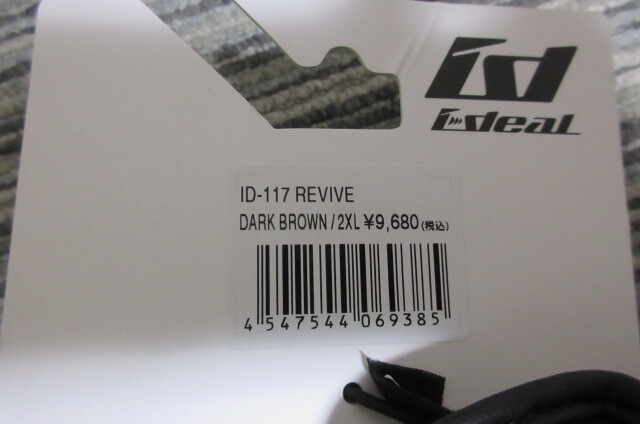 id
ideal
ID-117 REVIVE
DARK BROWN / 2XL ¥9,680(税込)
4 547544 069385